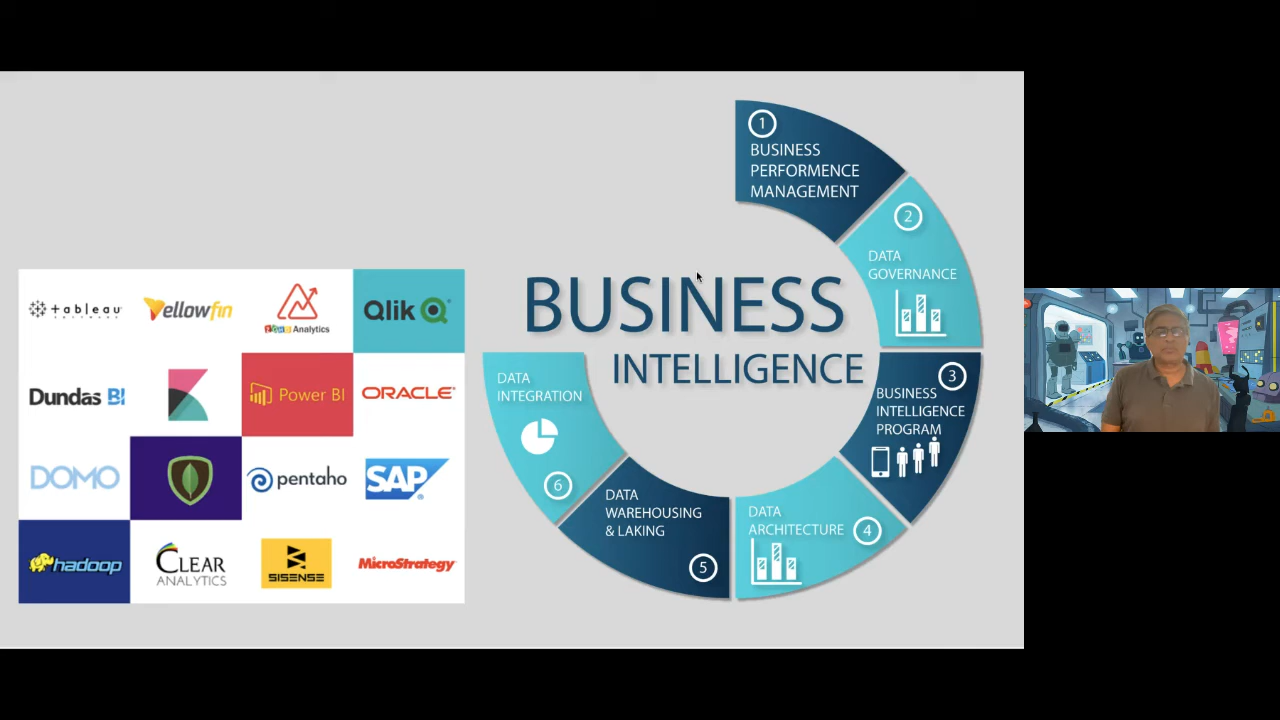 tableau
Yellowfin
ZOHO Analytics
Qlik
Dundas BI
Power BI
ORACLE
DOMO
pentaho
SAP
hadoop
CLEAR
ANALYTICS
SISENSE
MicroStrategy
BUSINESS
INTELLIGENCE
1
BUSINESS
PERFORMENCE
MANAGEMENT
2
DATA
GOVERNANCE
3
BUSINESS
INTELLIGENCE
PROGRAM
DATA
ARCHITECTURE
4
DATA
WAREHOUSING
& LAKING
5
DATA
INTEGRATION
6